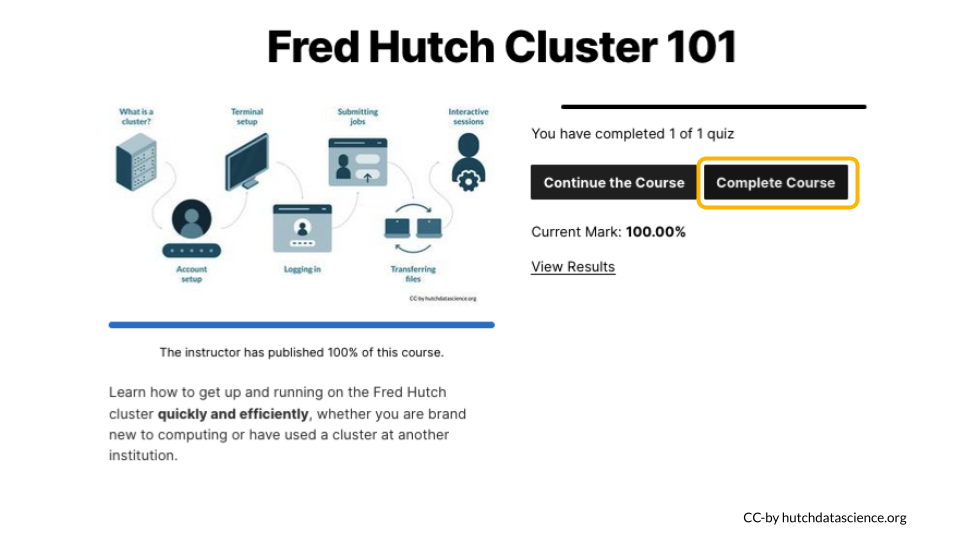 Fred Hutch Cluster 101
What is a
cluster?
Terminal
setup
Submitting
jobs
Interactive
sessions
Account
setup
Logging in
Transferring
files
CC-by hutchdatascience.org
The instructor has published 100% of this course.
Learn how to get up and running on the Fred Hutch
cluster quickly and efficiently, whether you are brand
new to computing or have used a cluster at another
institution.
You have completed 1 of 1 quiz
Continue the Course
Complete Course
Current Mark: 100.00%
View Results
CC-by hutchdatascience.org